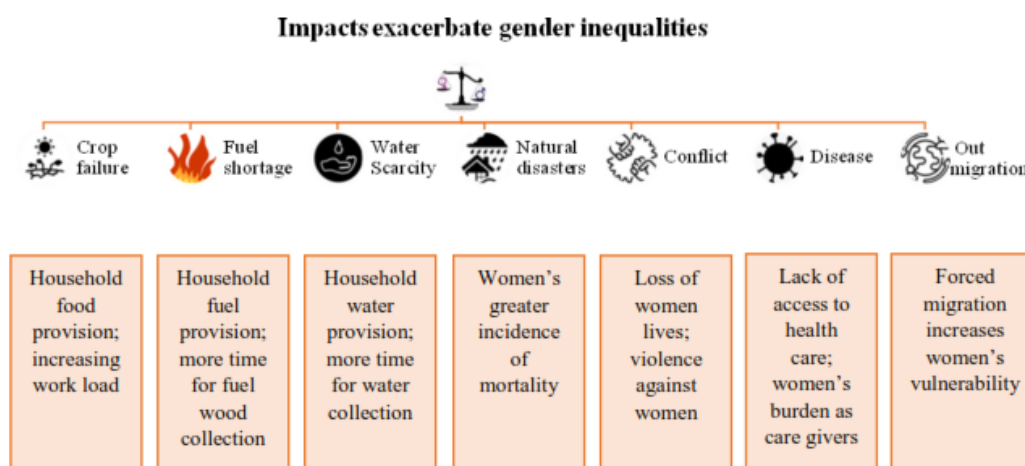 Impacts exacerbate gender inequalities
Crop
failure
Fuel
shortage
Water
Scarcity
Natural
disasters
Conflict
Disease
Out
migration
Household
food
provision;
increasing
work load
Household
fuel
provision;
more time
for fuel
wood
collection
Household
water
provision;
more time
for water
collection
Women’s
greater
incidence
of
mortality
Loss of
women
lives;
violence
against
women
Lack of
access to
health
care;
women’s
burden as
care givers
Forced
migration
increases
women’s
vulnerability